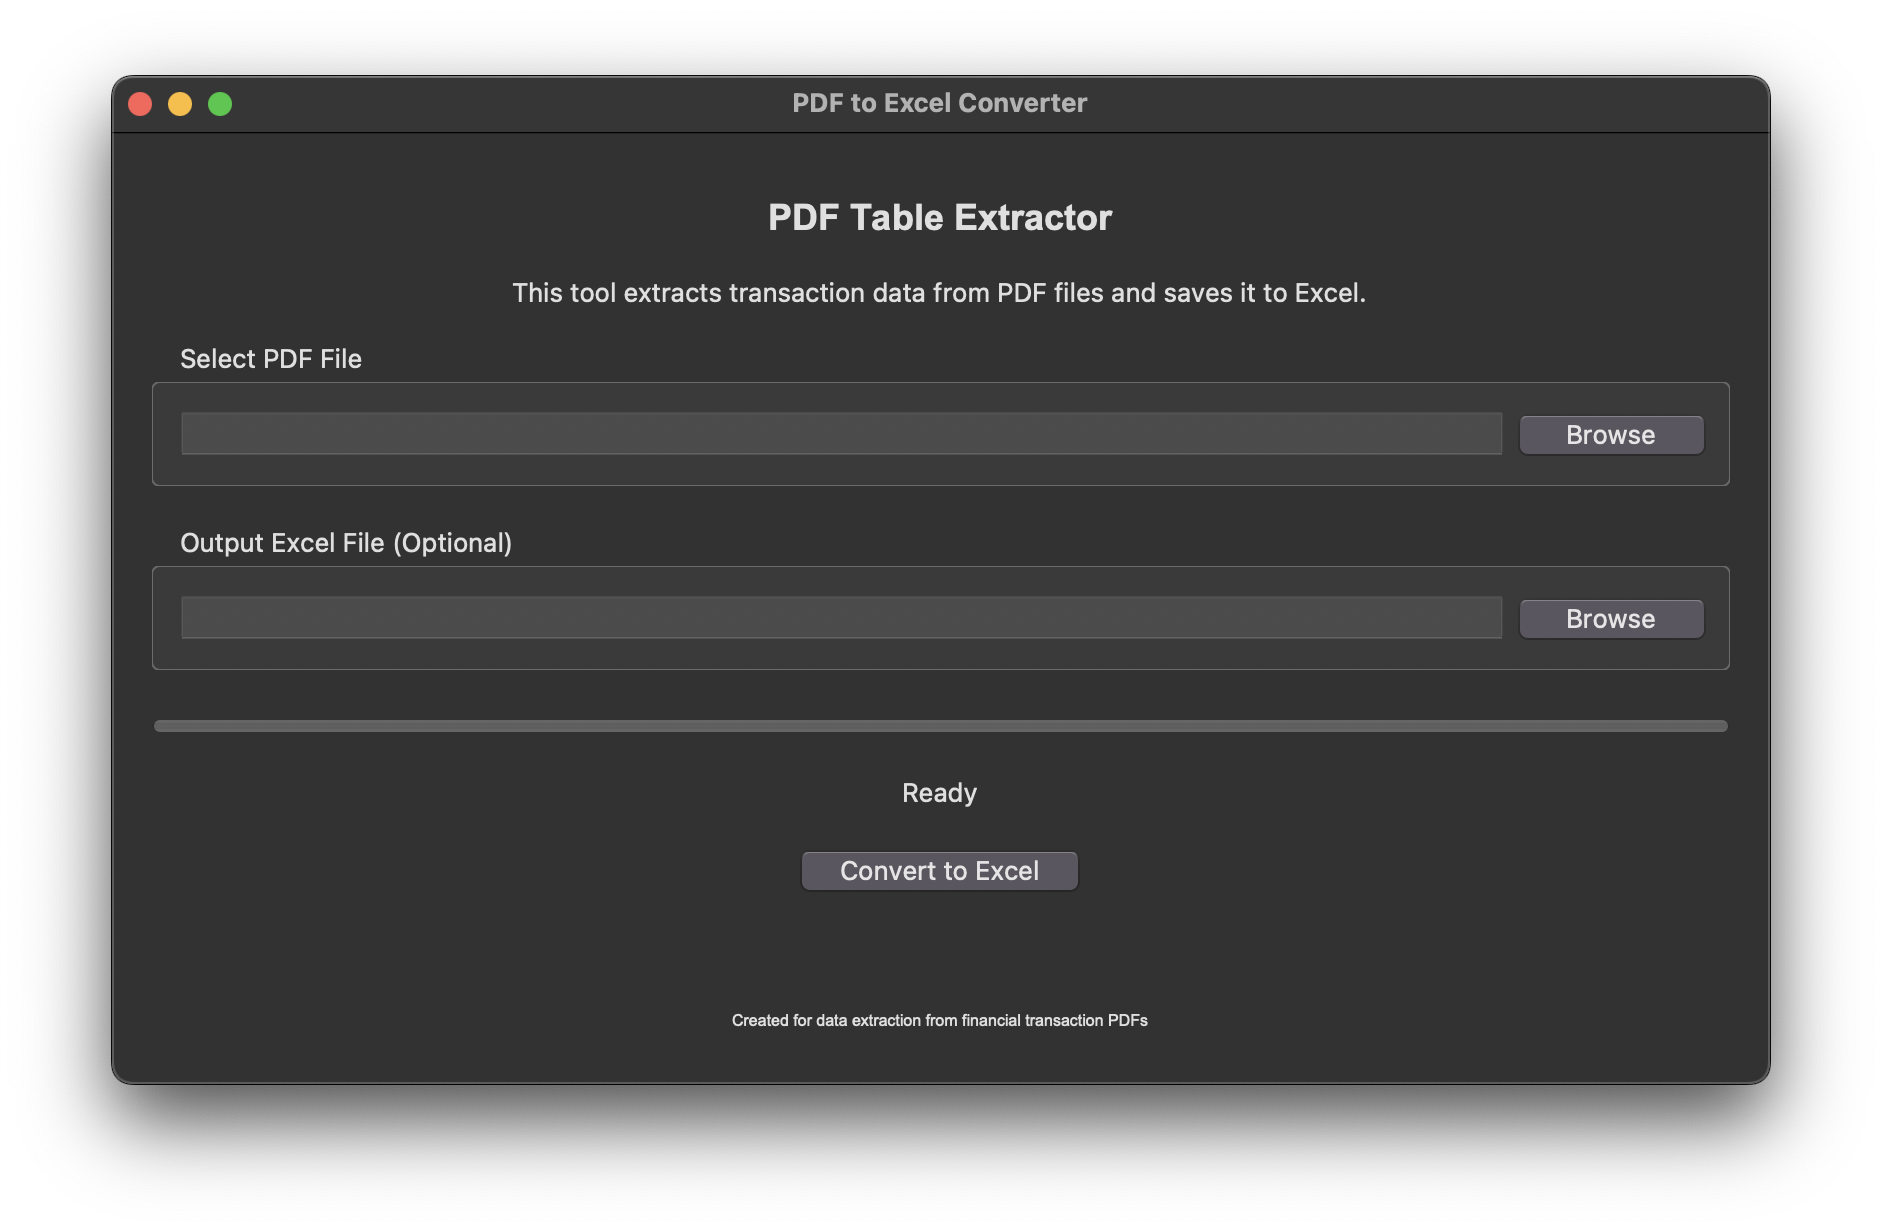 PDF to Excel Converter
PDF Table Extractor
This tool extracts transaction data from PDF files and saves it to Excel.
Select PDF File
Browse
Output Excel File (Optional)
Browse
Ready
Convert to Excel
Created for data extraction from financial transaction PDFs